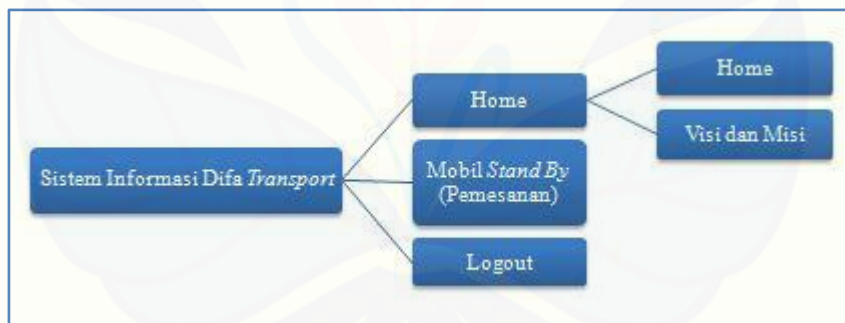 Sistem Informasi Difa Transport
Home
Mobil Stand By
(Pemesanan)
Logout
Home
Visi dan Misi